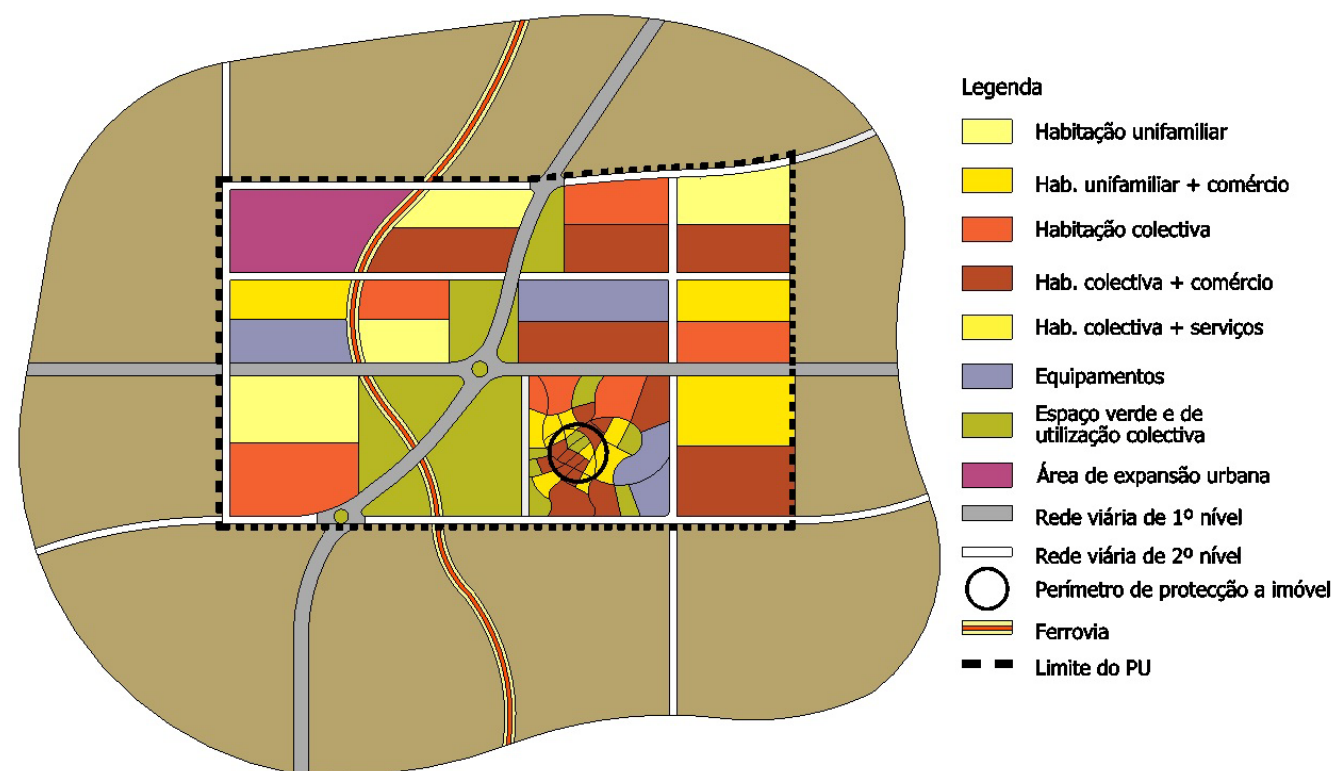 Legenda
Habitação unifamiliar
Hab. unifamiliar + comércio
Habitação colectiva
Hab. colectiva + comércio
Hab. colectiva + serviços
Equipamentos
Espaço verde e de
utilização colectiva
Área de expansão urbana
Rede viária de 1º nível
Rede viária de 2º nível
Perímetro de protecção a imóvel
Ferrovia
Limite do PU